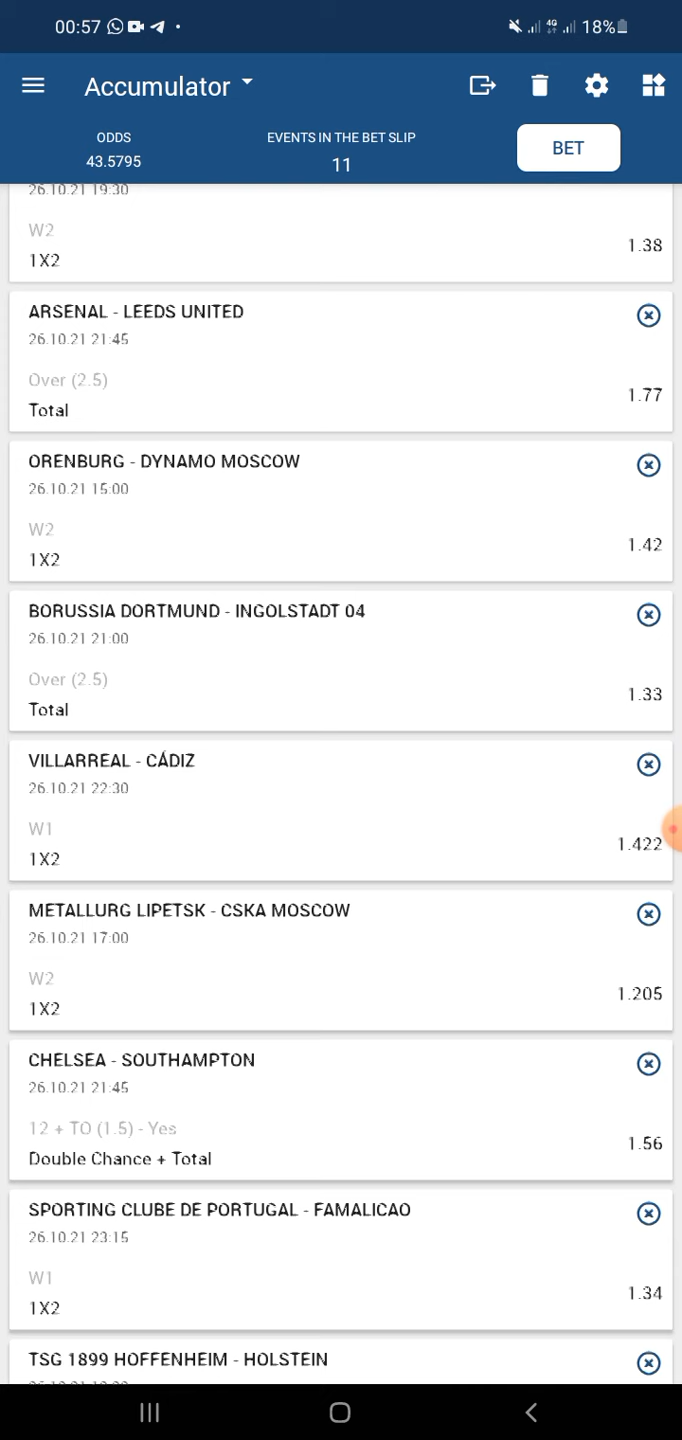 00:57 4G 18%
Accumulator
ODDS
43.5795
EVENTS IN THE BET SLIP
11
BET
26.10.21 19:30
W2
1X2
1.38
ARSENAL - LEEDS UNITED
26.10.21 21:45
Over (2.5)
Total
1.77
ORENBURG - DYNAMO MOSCOW
26.10.21 15:00
W2
1X2
1.42
BORUSSIA DORTMUND - INGOLSTADT 04
26.10.21 21:00
Over (2.5)
Total
1.33
VILLARREAL - CÁDIZ
26.10.21 22:30
W1
1X2
1.422
METALLURG LIPETSK - CSKA MOSCOW
26.10.21 17:00
W2
1X2
1.205
CHELSEA - SOUTHAMPTON
26.10.21 21:45
12 + TO (1.5) - Yes
Double Chance + Total
1.56
SPORTING CLUBE DE PORTUGAL - FAMALICAO
26.10.21 23:15
W1
1X2
1.34
TSG 1899 HOFFENHEIM - HOLSTEIN